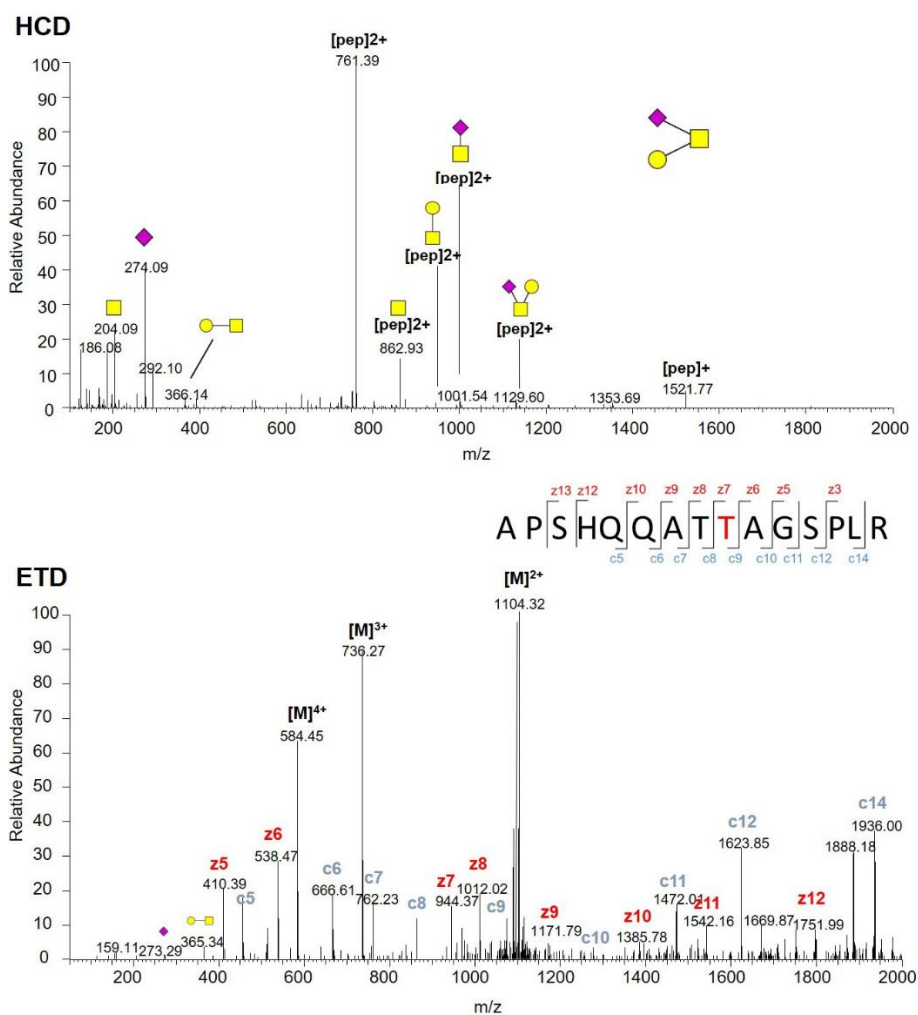 HCD
[pep]2+
761.39
100
90
80
70
60
50
40
30
20
10
0
Relative Abundance
274.09
204.09
186.08
292.10
366.14
[pep]2+
[pep]2+
[pep]2+
862.93
[pep]2+
1001.54
1129.60
1353.69
[pep]+
1521.77
200
400
600
800
1000
1200
1400
1600
1800
2000
m/z
z13 z12 z10 z9 z8 z7 z6 z5 z3
A P S H Q Q A T T A G S P L R
c5 c6 c7 c8 c9 c10 c11 c12 c14
ETD
[M]2+
1104.32
100
90
80
70
60
50
40
30
20
10
0
Relative Abundance
[M]3+
736.27
[M]4+
584.45
z6
538.47
z5
410.39
c5
365.34
273.29
159.11
c6
666.61
c7
762.23
c8
z7
944.37
z8
1012.02
c9
z9
1171.79
c10
z10
1385.78
c11
1472.01
z11
1542.16
c12
1623.85
1669.87
z12
1751.99
1888.18
c14
1936.00
200
400
600
800
1000
1200
1400
1600
1800
2000
m/z